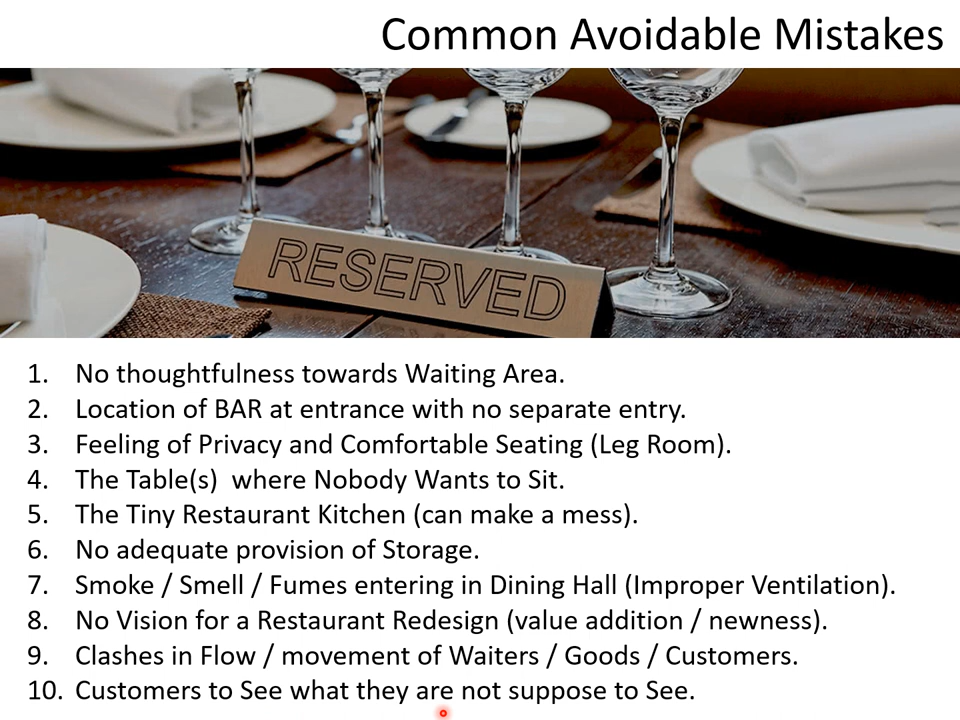 Common Avoidable Mistakes
RESERVED
1. No thoughtfulness towards Waiting Area.
2. Location of BAR at entrance with no separate entry.
3. Feeling of Privacy and Comfortable Seating (Leg Room).
4. The Table(s)  where Nobody Wants to Sit.
5. The Tiny Restaurant Kitchen (can make a mess).
6. No adequate provision of Storage.
7. Smoke / Smell / Fumes entering in Dining Hall (Improper Ventilation).
8. No Vision for a Restaurant Redesign (value addition / newness).
9. Clashes in Flow / movement of Waiters / Goods / Customers.
10. Customers to See what they are not suppose to See.